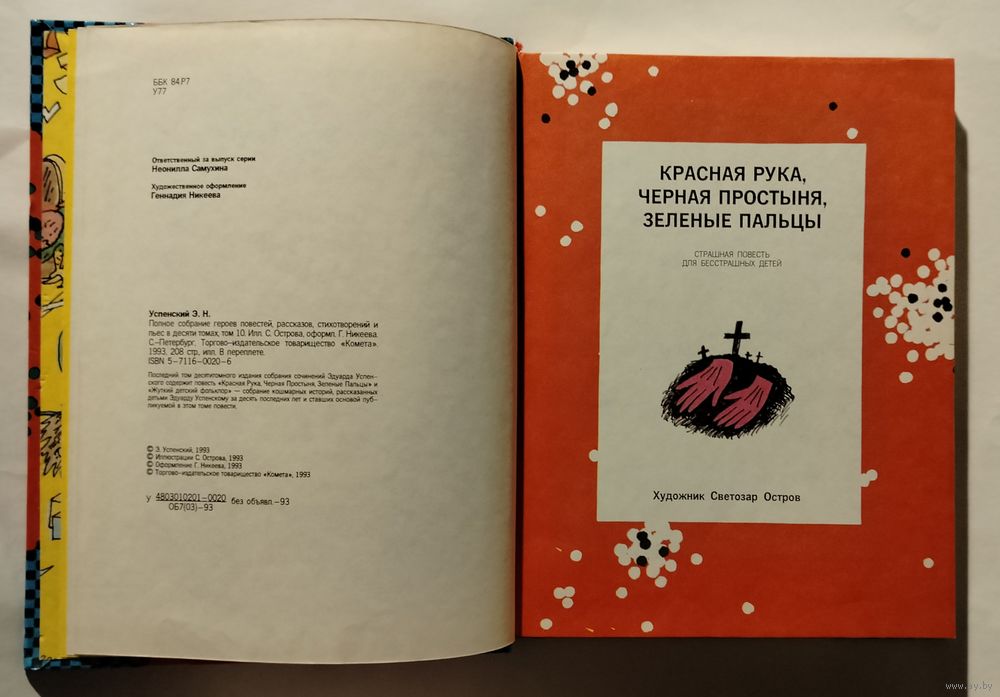 ББК 84.Р7
У77
Ответственный за выпуск серии
Неонилла Самухина
Художественное оформление
Геннадия Никеева
Успенский Э. Н.
Полное собрание героев повестей, рассказов, стихотворений и
пьес в десяти томах, том 10. Илл. С. Острова, оформл. Г. Никеева.
С.-Петербург. Торгово-издательское товарищество «Комета».
1993, 208 стр., илл. В переплете.
ISBN 5-7116-0020-6
Последний том десятитомного издания собрания сочинений Эдуарда Успен-
ского содержит повесть «Красная Рука, Черная Простыня, Зеленые Пальцы» и
«Жуткий детский фольклор» — собрание кошмарных историй, рассказанных
детьми Эдуарду Успенскому за десять последних лет и ставших основой пуб-
ликуемой в этом томе повести.
© Э. Успенский, 1993
© Иллюстрации С. Острова, 1993
© Оформление Г. Никеева, 1993
© Торгово-издательское товарищество «Комета», 1993
у 4803010201-0020 без объявл.-93
ОБ7(03)-93
КРАСНАЯ РУКА,
ЧЕРНАЯ ПРОСТЫНЯ,
ЗЕЛЕНЫЕ ПАЛЬЦЫ
СТРАШНАЯ ПОВЕСТЬ
ДЛЯ БЕССТРАШНЫХ ДЕТЕЙ
Художник Светозар Остров
www.ay.by